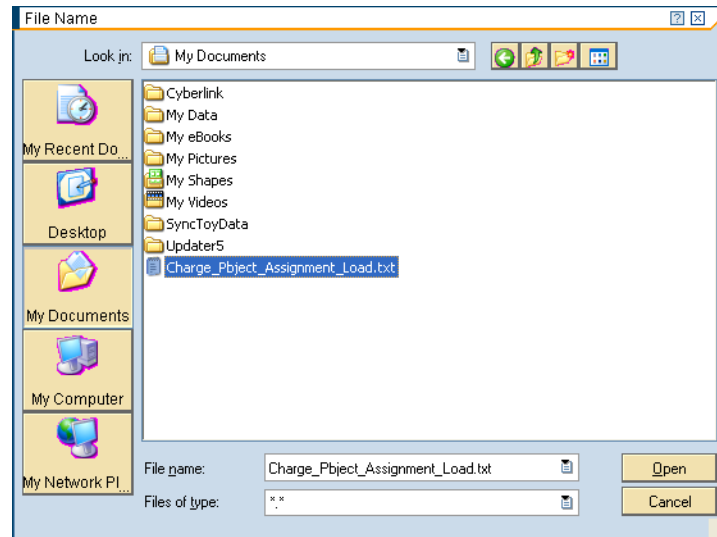 File Name
Look in: My Documents
Cyberlink
My Data
My eBooks
My Pictures
My Shapes
My Videos
SyncToyData
Updater5
Charge_Pbject_Assignment_Load.txt
My Recent Do...
Desktop
My Documents
My Computer
My Network Pl...
File name: Charge_Pbject_Assignment_Load.txt Open
Files of type: *.* Cancel